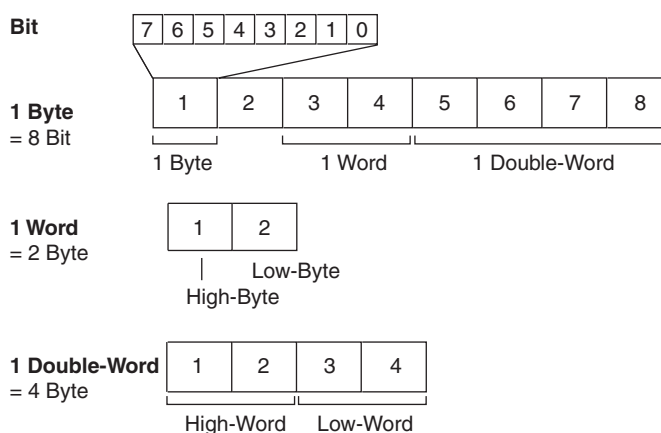 Bit 7 6 5 4 3 2 1 0
1 Byte 1 2 3 4 5 6 7 8
= 8 Bit
1 Byte 1 Word 1 Double-Word
1 Word 1 2
= 2 Byte
Low-Byte
High-Byte
1 Double-Word 1 2 3 4
= 4 Byte
High-Word Low-Word